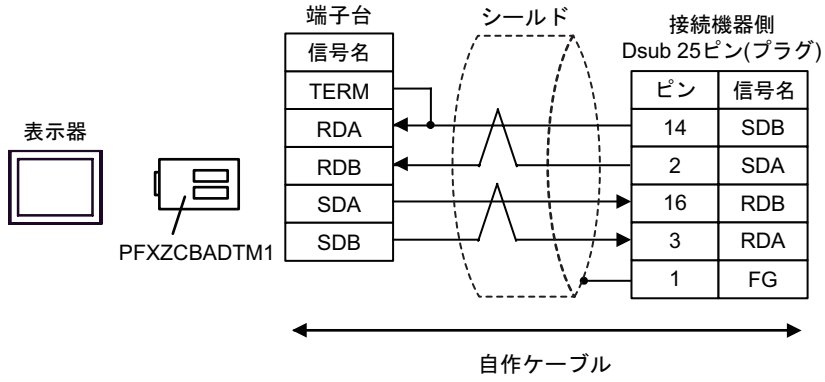 端子台
シールド
接続機器側
Dsub 25ピン(プラグ)
信号名
TERM
RDA
RDB
SDA
SDB
ピン 信号名
14 SDB
2 SDA
16 RDB
3 RDA
1 FG
表示器
PFXZCBADTM1
自作ケーブル